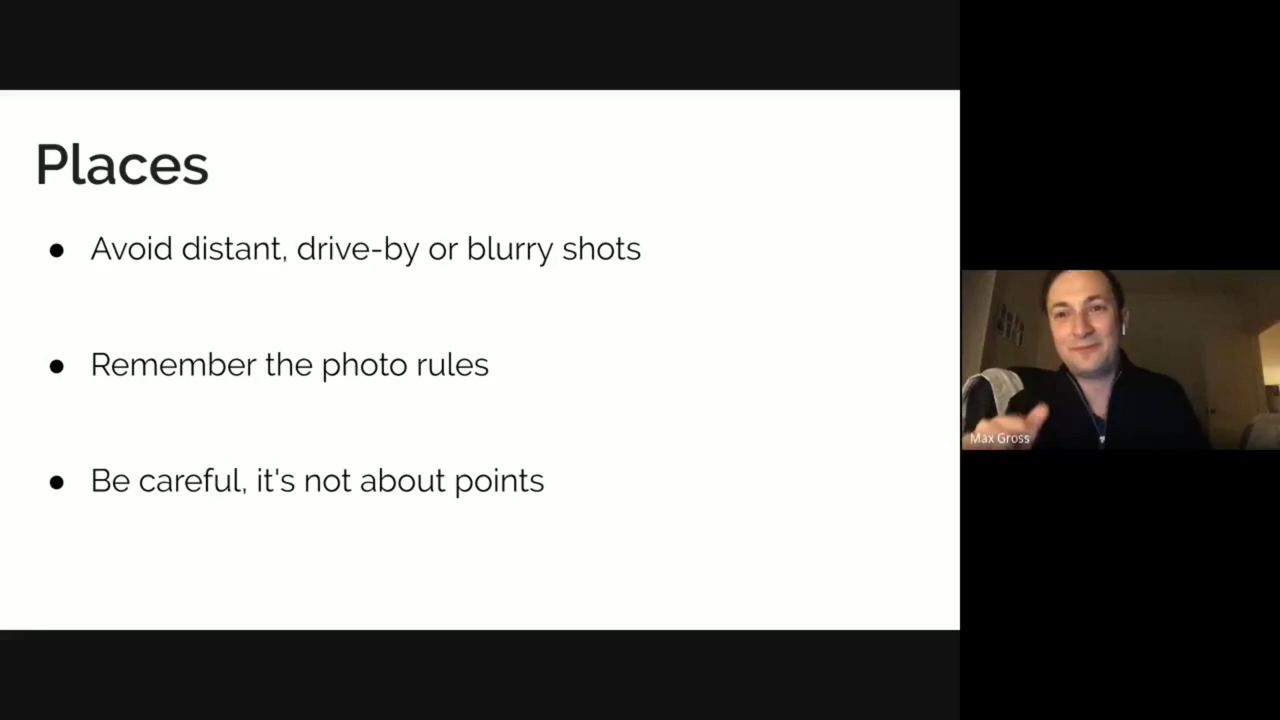 Places
● Avoid distant, drive-by or blurry shots
● Remember the photo rules
● Be careful, it's not about points
Max Gross